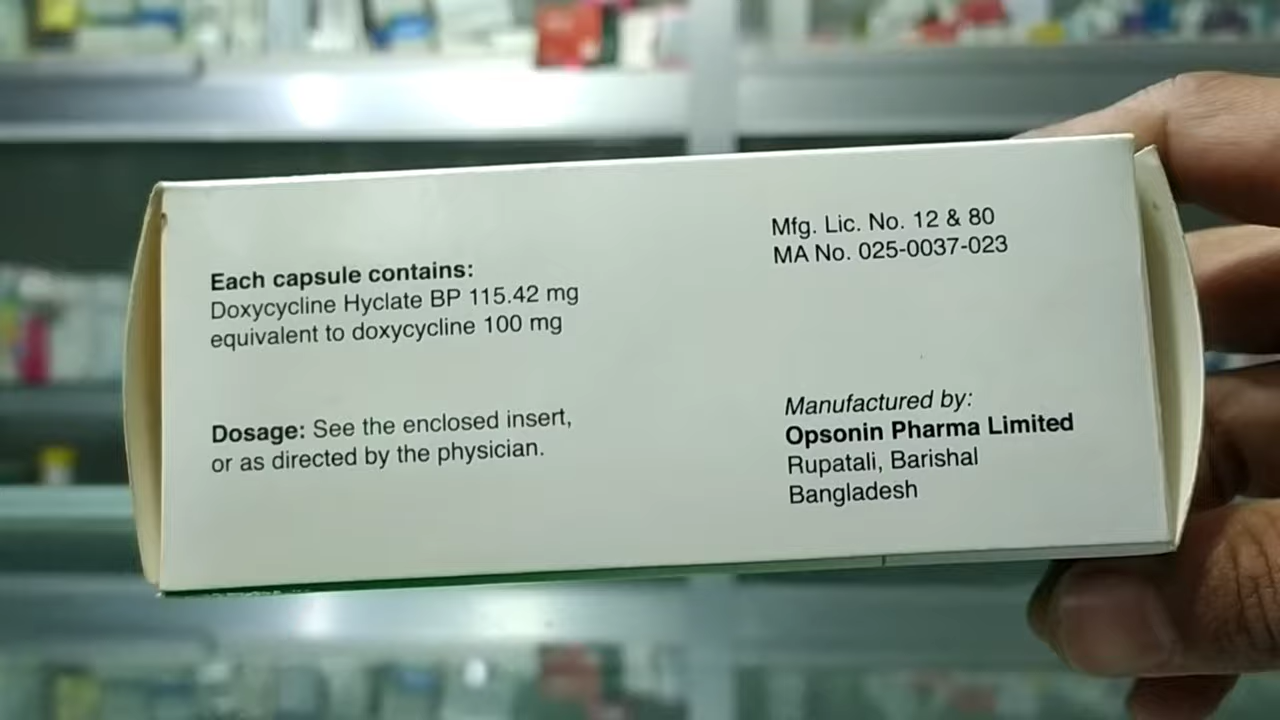 Each capsule contains:
Doxycycline Hyclate BP 115.42 mg
equivalent to doxycycline 100 mg
Dosage: See the enclosed insert,
or as directed by the physician.
Mfg. Lic. No. 12 & 80
MA No. 025-0037-023
Manufactured by:
Opsonin Pharma Limited
Rupatali, Barishal
Bangladesh